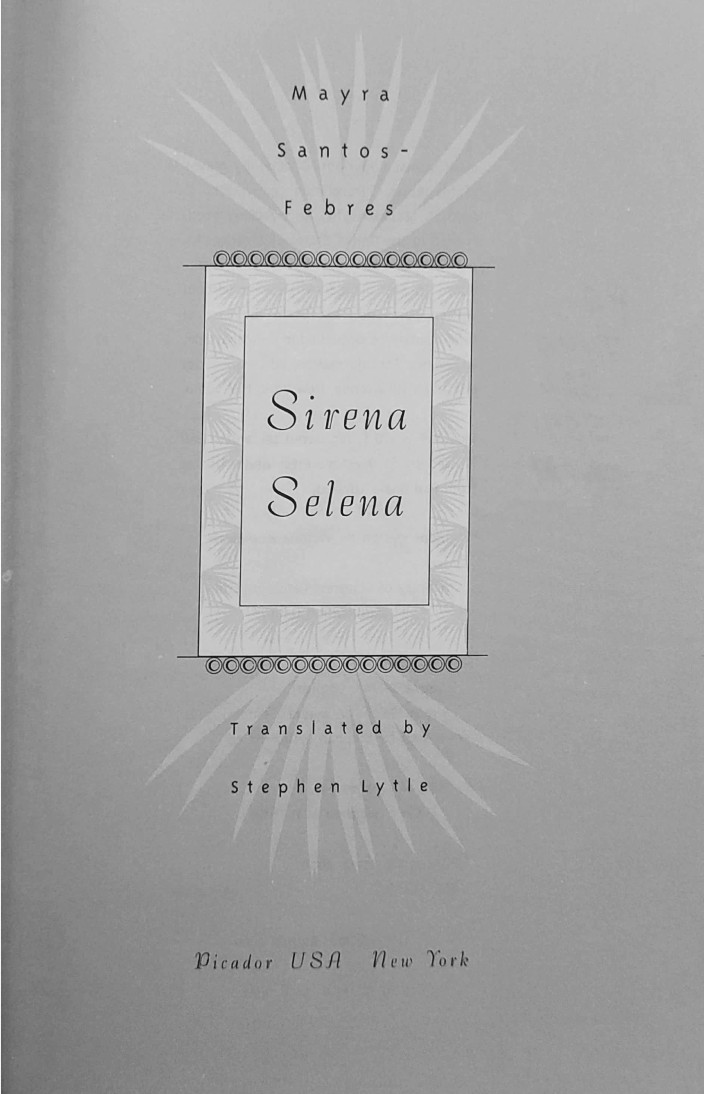 Mayra
Santos-
Febres
Sirena
Selena
Translated by
Stephen Lytle
Picador USA New York